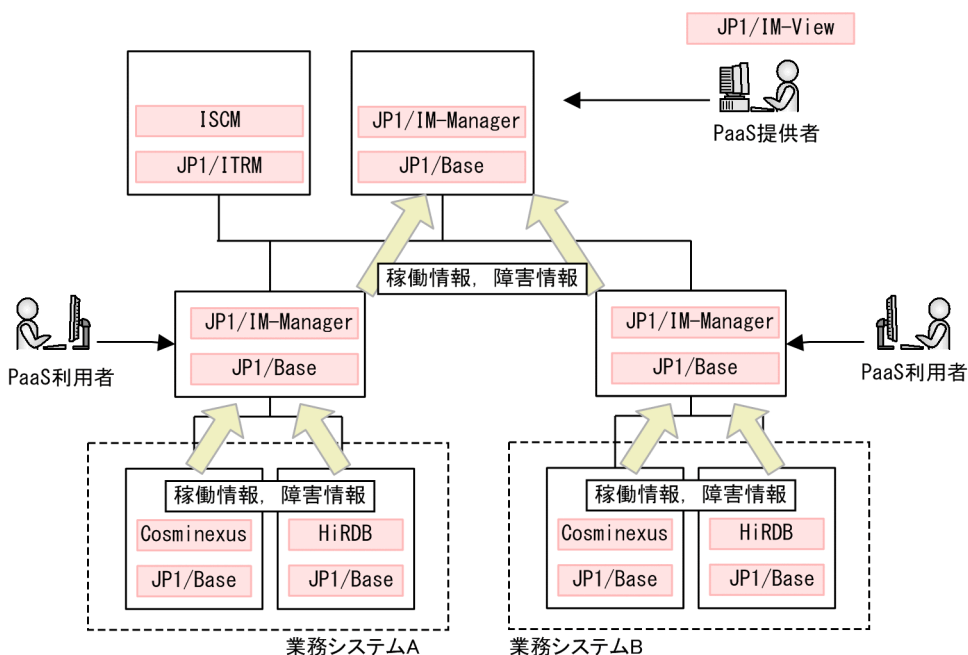 JP1/IM-View
PaaS提供者
ISCM
JP1/ITRM
JP1/IM-Manager
JP1/Base
稼働情報，障害情報
PaaS利用者
JP1/IM-Manager
JP1/Base
JP1/IM-Manager
JP1/Base
PaaS利用者
稼働情報，障害情報
Cosminexus
JP1/Base
HiRDB
JP1/Base
業務システムA
稼働情報，障害情報
Cosminexus
JP1/Base
HiRDB
JP1/Base
業務システムB